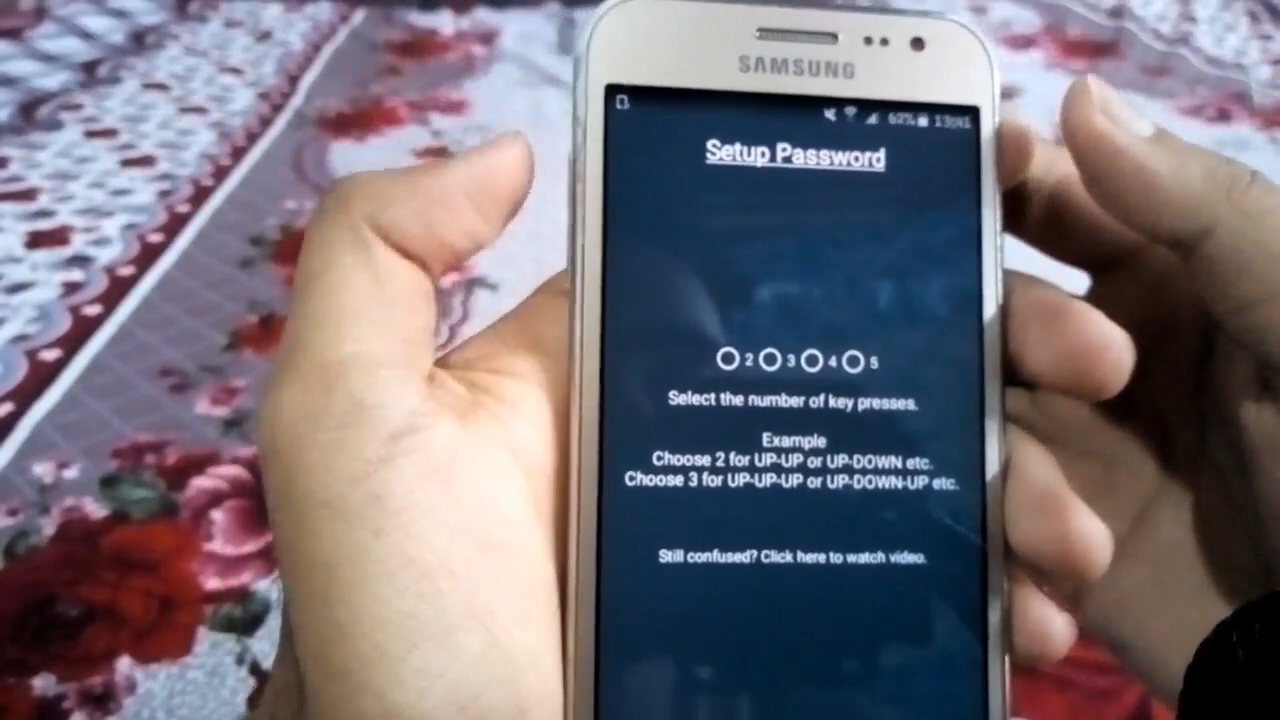 SAMSUNG
Setup Password
2 3 4 5
Select the number of key presses.
Example
Choose 2 for UP-UP or UP-DOWN etc.
Choose 3 for UP-UP-UP or UP-DOWN-UP etc.
Still confused? Click here to watch video.